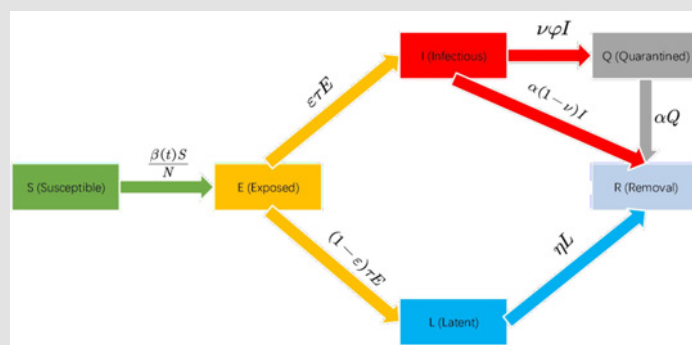 νφI
I (Infectious)
Q (Quarantined)
ετE
α(1−ν)I
αQ
β(t)S
N
S (Susceptible)
E (Exposed)
R (Removal)
(1−ε)τE
ηL
L (Latent)